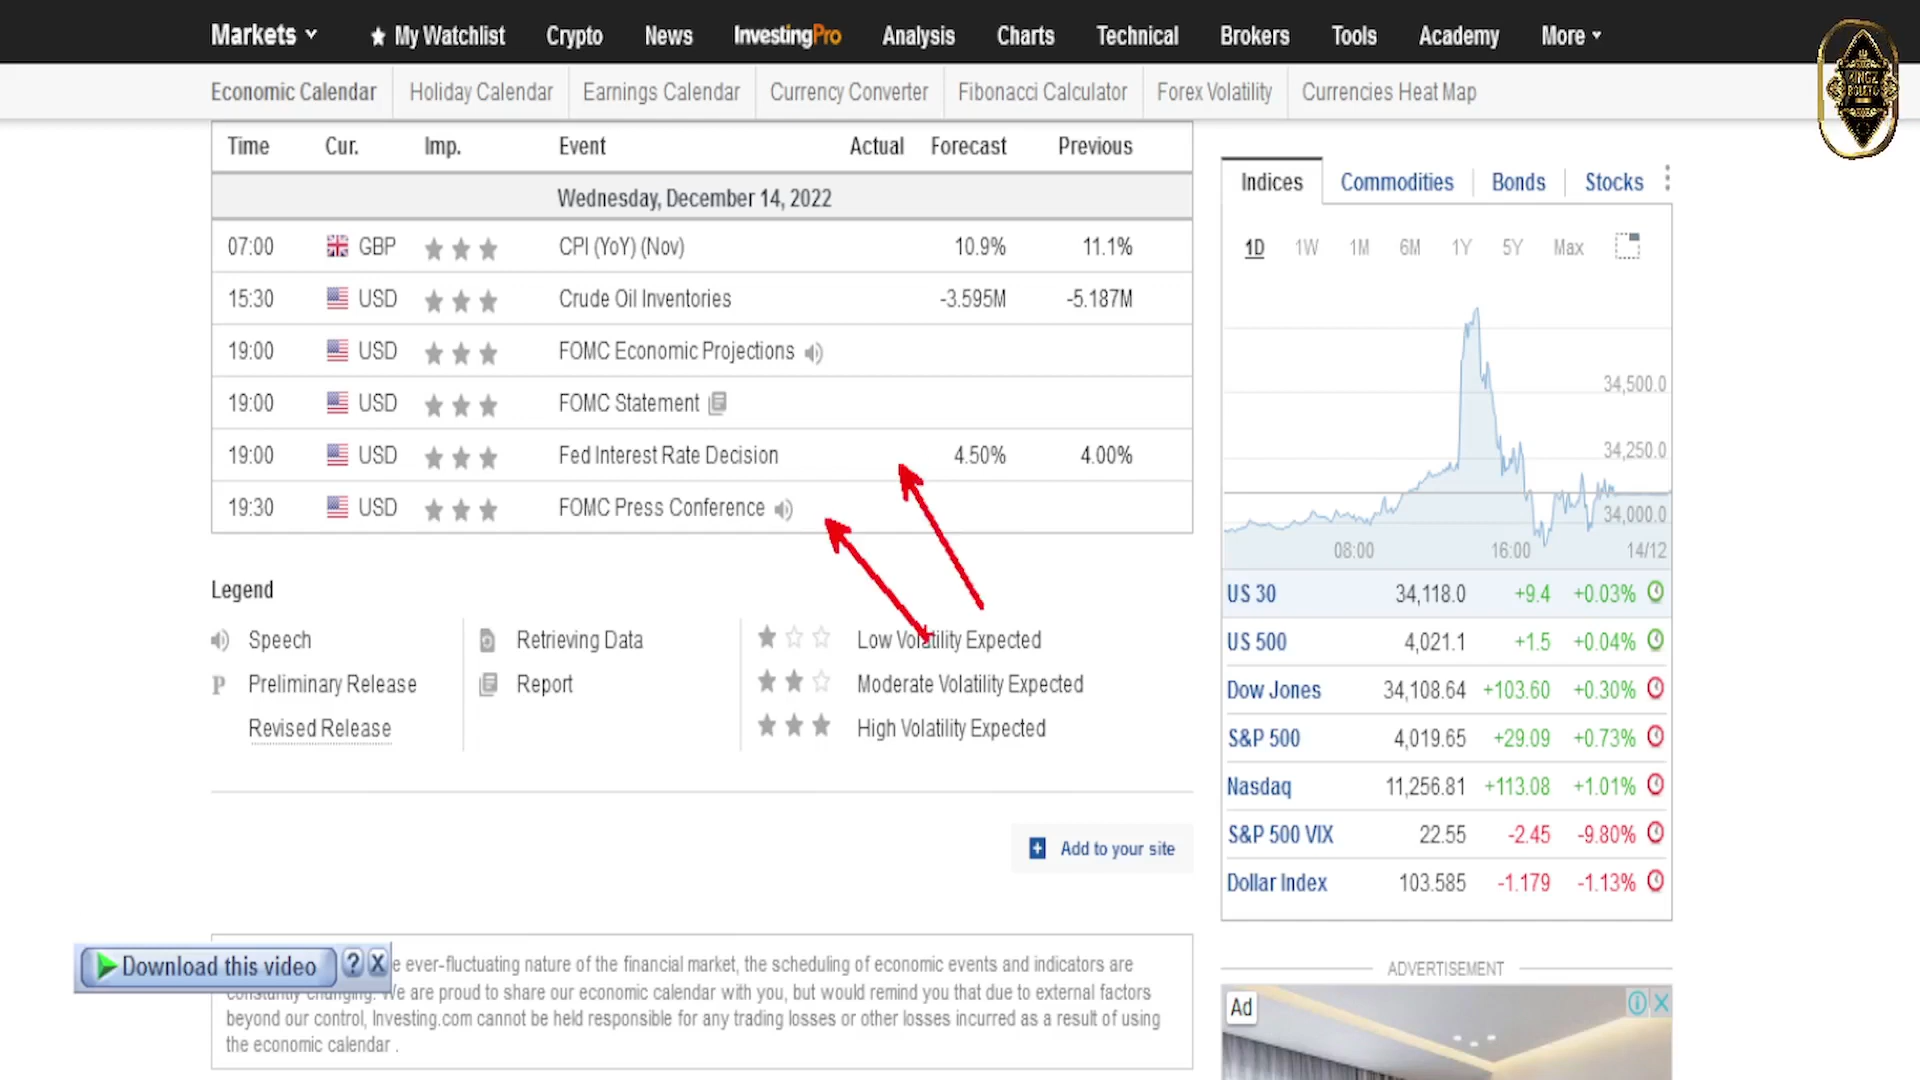 Markets My Watchlist Crypto News InvestingPro Analysis Charts Technical Brokers Tools Academy More
Economic Calendar Holiday Calendar Earnings Calendar Currency Converter Fibonacci Calculator Forex Volatility Currencies Heat Map
Time Cur. Imp. Event Actual Forecast Previous
Wednesday, December 14, 2022
07:00 GBP CPI (YoY) (Nov) 10.9% 11.1%
15:30 USD Crude Oil Inventories -3.595M -5.187M
19:00 USD FOMC Economic Projections
19:00 USD FOMC Statement
19:00 USD Fed Interest Rate Decision 4.50% 4.00%
19:30 USD FOMC Press Conference
Legend
Speech
P Preliminary Release
Revised Release
Retrieving Data
Report
Low Volatility Expected
Moderate Volatility Expected
High Volatility Expected
Add to your site
Download this video ? X
e ever-fluctuating nature of the financial market, the scheduling of economic events and indicators are
constantly changing. We are proud to share our economic calendar with you, but would remind you that due to external factors
beyond our control, Investing.com cannot be held responsible for any trading losses or other losses incurred as a result of using
the economic calendar .
Indices Commodities Bonds Stocks
1D 1W 1M 6M 1Y 5Y Max
34,500.0
34,250.0
34,000.0
08:00 16:00 14/12
US 30 34,118.0 +9.4 +0.03%
US 500 4,021.1 +1.5 +0.04%
Dow Jones 34,108.64 +103.60 +0.30%
S&P 500 4,019.65 +29.09 +0.73%
Nasdaq 11,256.81 +113.08 +1.01%
S&P 500 VIX 22.55 -2.45 -9.80%
Dollar Index 103.585 -1.179 -1.13%
ADVERTISEMENT
Ad